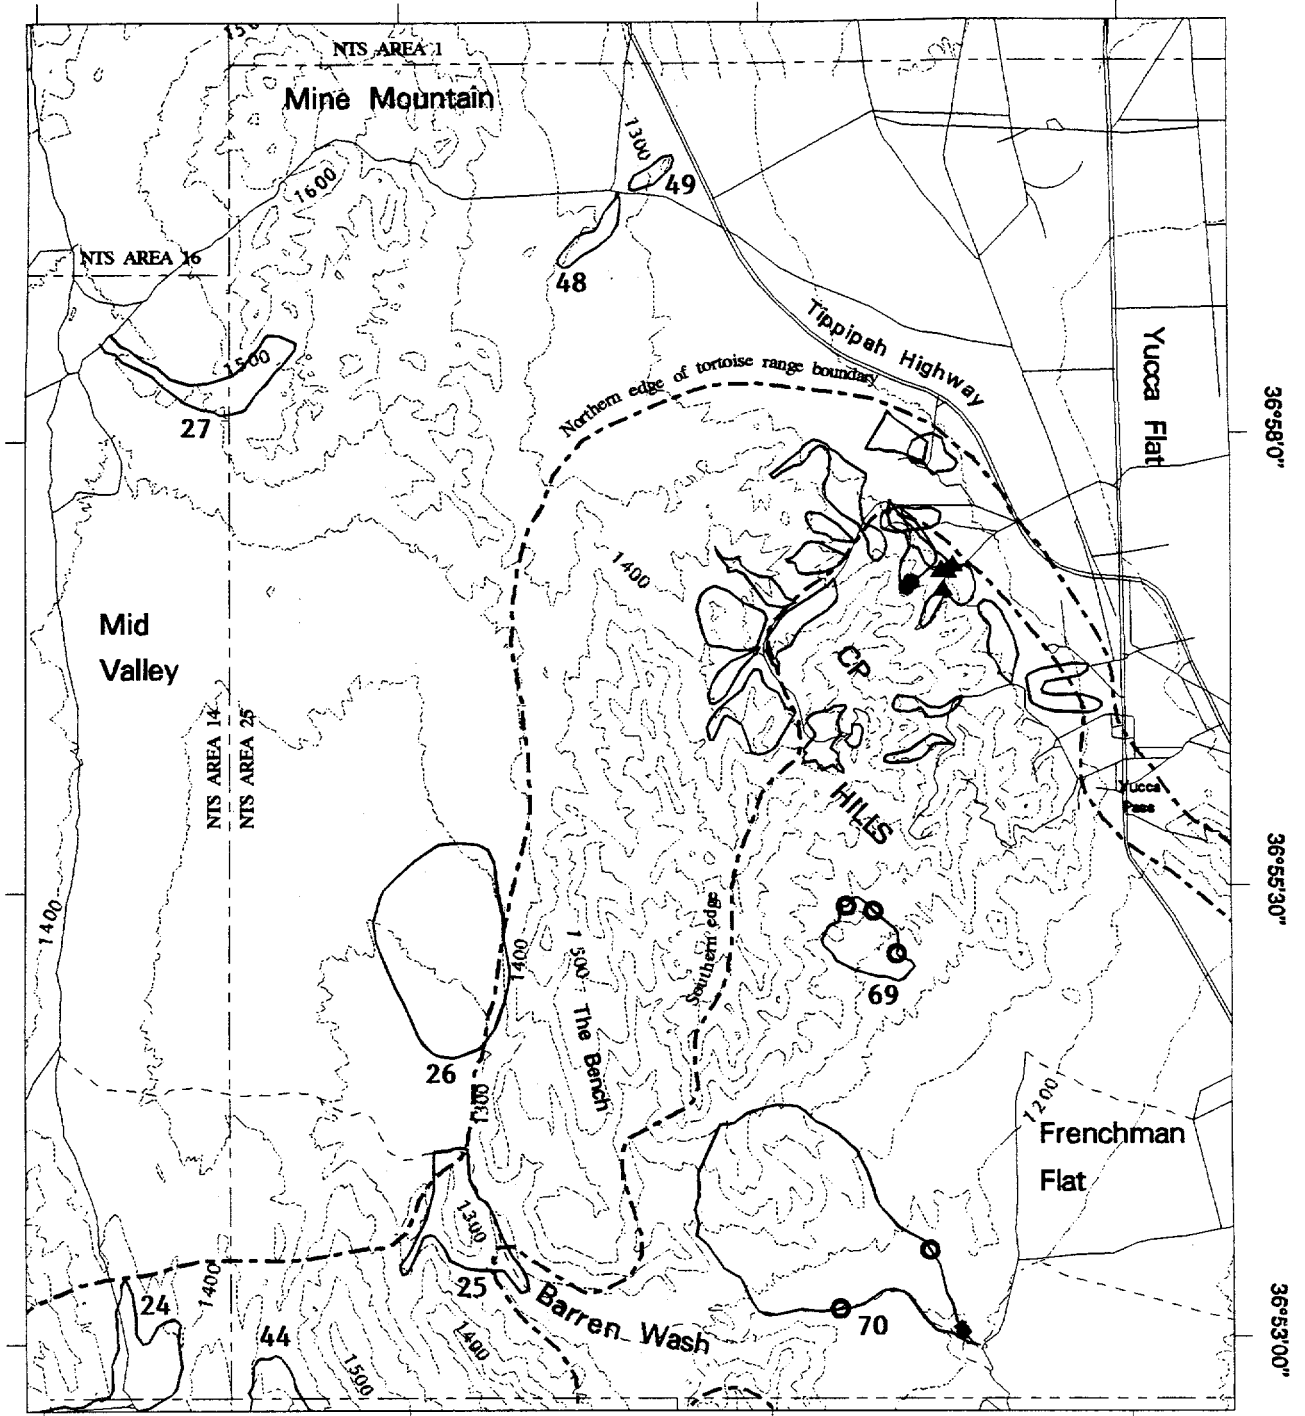 NTS AREA 1
Mine Mountain
1300
49
1600
NTS AREA 16
48
Tippipah Highway
Yucca Flat
1500
Northern edge of tortoise range boundary
27
36°58'0"
1400
Mid
Valley
CP
HILLS
NTS AREA 14
NTS AREA 25
Yucca
Pass
36°55'30"
1400
1400
1500
The Bench
Southern edge
69
26
1300
1200
Frenchman
Flat
1300
25
Barren Wash
24
1400
44
1400
1500
70
36°53'00"